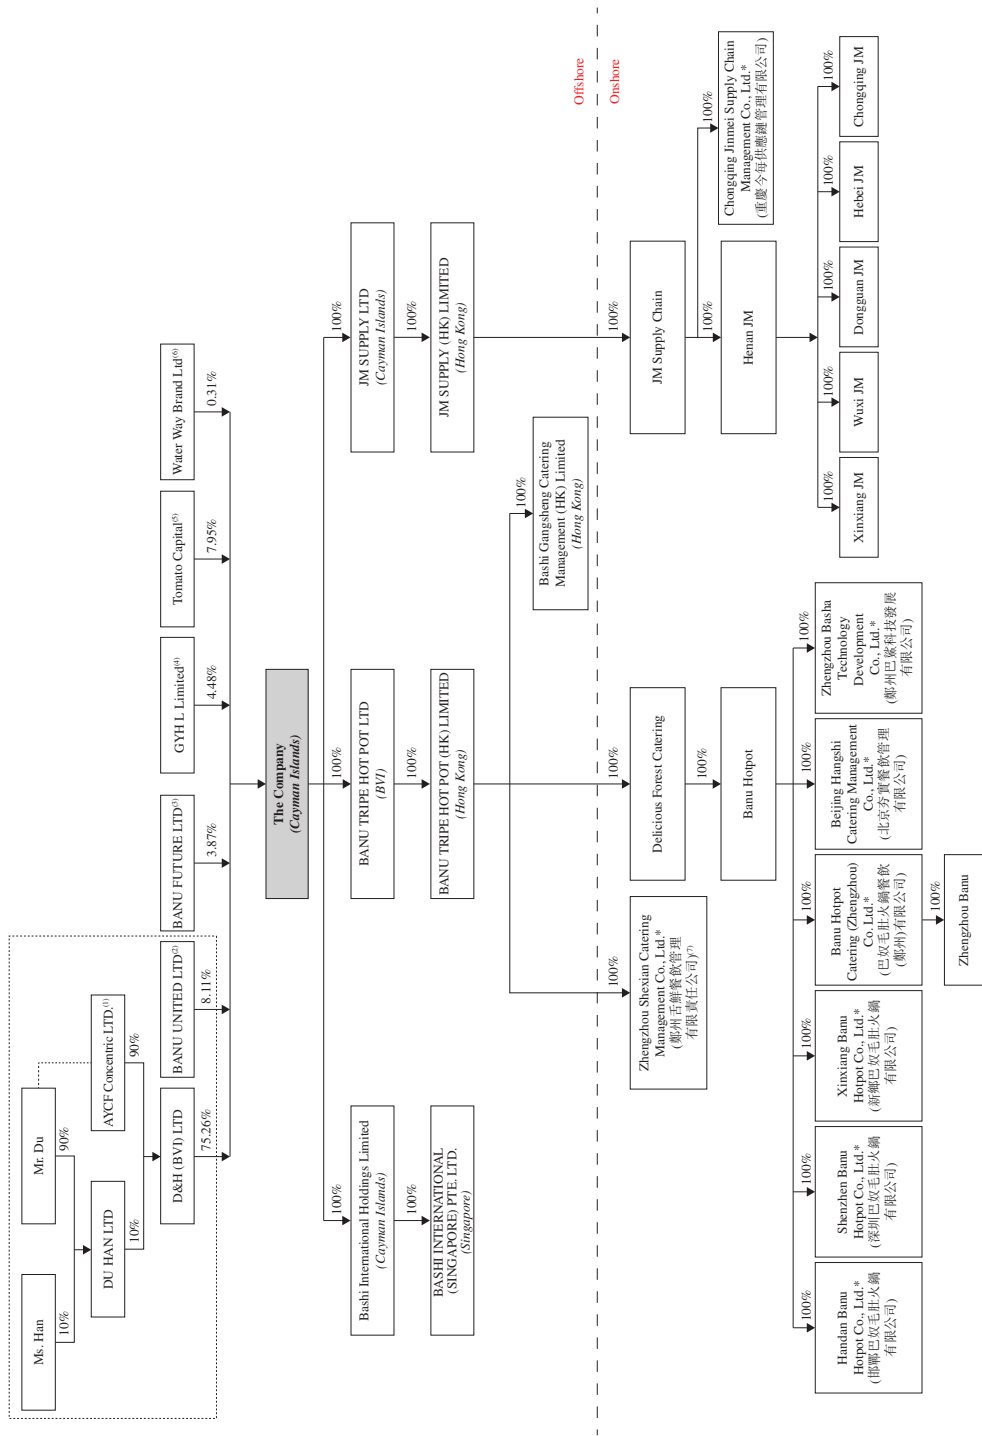 Ms. Han
Mr. Du
10%
90%
DU HAN LTD
AYCF Concentric LTD.(1)
10%
90%
D&H (BVI) LTD
BANU UNITED LTD(2)
BANU FUTURE LTD(3)
GYH L Limited(4)
Tomato Capital(5)
Water Way Brand Ltd(6)
75.26%
8.11%
3.87%
4.48%
7.95%
0.31%
The Company
(Cayman Islands)
100%
100%
100%
Bashi International Holdings Limited
(Cayman Islands)
BANU TRIPE HOT POT LTD
(BVI)
JM SUPPLY LTD
(Cayman Islands)
100%
100%
100%
BASHI INTERNATIONAL
(SINGAPORE) PTE. LTD.
(Singapore)
BANU TRIPE HOT POT (HK) LIMITED
(Hong Kong)
JM SUPPLY (HK) LIMITED
(Hong Kong)
100%
Bashi Gangsheng Catering
Management (HK) Limited
(Hong Kong)
Offshore
Onshore
100%
100%
100%
Zhengzhou Shexian Catering
Management Co., Ltd.*
(鄭州舌鮮餐飲管理
有限責任公司)(7)
Delicious Forest Catering
JM Supply Chain
100%
100%
100%
Banu Hotpot
Henan JM
Chongqing Jinmei Supply Chain
Management Co., Ltd.*
(重慶今每供應鏈管理有限公司)
100%
100%
100%
100%
100%
100%
Handan Banu
Hotpot Co., Ltd.*
(邯鄲巴奴毛肚火鍋
有限公司)
Shenzhen Banu
Hotpot Co., Ltd.*
(深圳巴奴毛肚火鍋
有限公司)
Xinxiang Banu
Hotpot Co., Ltd.*
(新鄉巴奴毛肚火鍋
有限公司)
Banu Hotpot
Catering (Zhengzhou)
Co. Ltd.*
(巴奴毛肚火鍋餐飲
(鄭州)有限公司)
Beijing Hangshi
Catering Management
Co., Ltd.*
(北京夯實餐飲管理
有限公司)
Zhengzhou Basha
Technology
Development
Co., Ltd.*
(鄭州巴鯊科技發展
有限公司)
100%
Zhengzhou Banu
100%
100%
100%
100%
100%
Xinxiang JM
Wuxi JM
Dongguan JM
Hebei JM
Chongqing JM